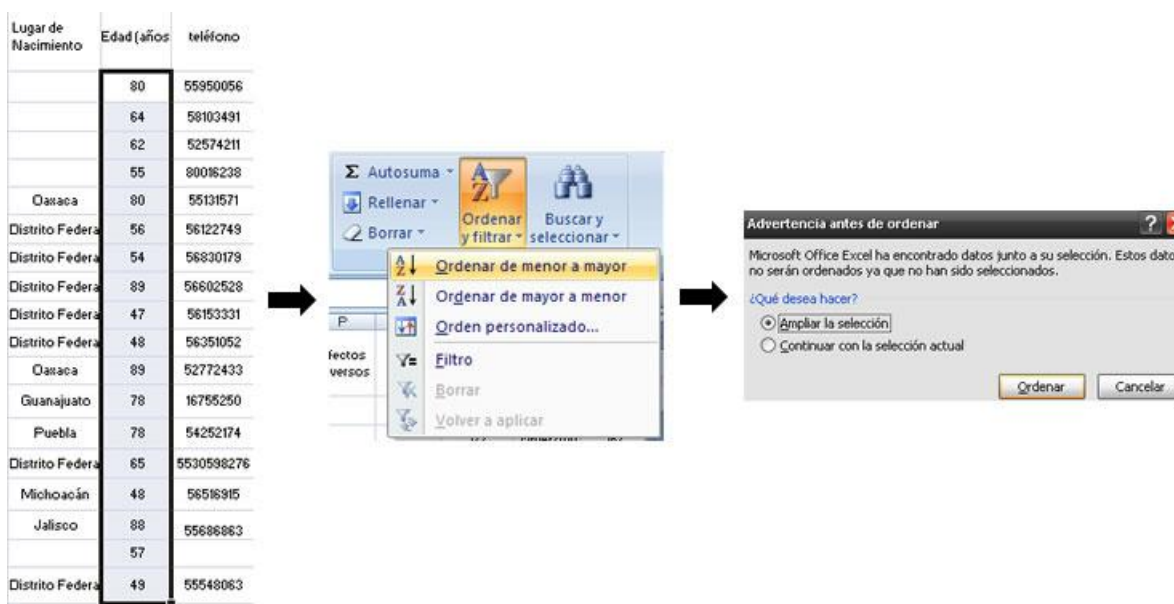 Lugar de
Nacimiento
Edad (años
teléfono
80 55950056
64 58103491
62 52574211
55 80016238
Oaxaca 80 55131571
Distrito Federa 56 56122749
Distrito Federa 54 56830179
Distrito Federa 89 56602528
Distrito Federa 47 56153331
Distrito Federa 48 56351052
Oaxaca 89 52772433
Guanajuato 78 16755250
Puebla 78 54252174
Distrito Federa 65 5530598276
Michoacán 48 56516915
Jalisco 88 55686863
57
Distrito Federa 49 55548063
Σ Autosuma
Rellenar
Borrar
Ordenar
y filtrar
Buscar y
seleccionar
Ordenar de menor a mayor
Ordenar de mayor a menor
Orden personalizado...
Filtro
Borrar
Volver a aplicar
P
fectos
versos
Advertencia antes de ordenar
Microsoft Office Excel ha encontrado datos junto a su selección. Estos dato
no serán ordenados ya que no han sido seleccionados.
¿Qué desea hacer?
Ampliar la selección
Continuar con la selección actual
Ordenar
Cancelar